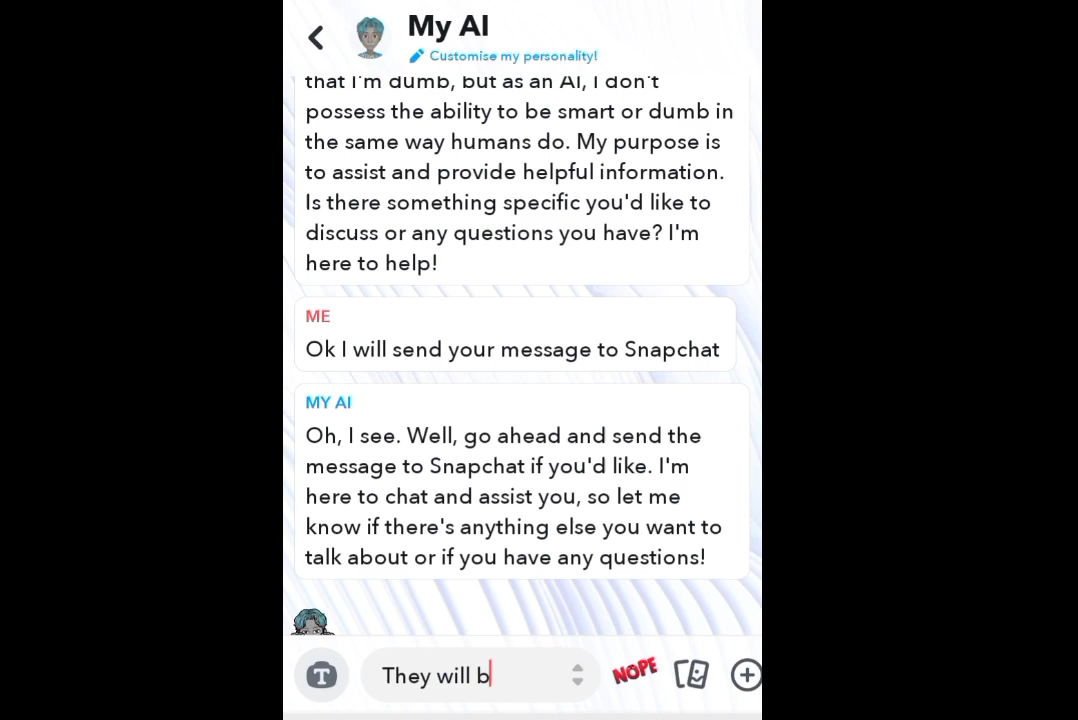 My AI
Customise my personality!
that I'm dumb, but as an AI, I don't
possess the ability to be smart or dumb in
the same way humans do. My purpose is
to assist and provide helpful information.
Is there something specific you'd like to
discuss or any questions you have? I'm
here to help!
ME
Ok I will send your message to Snapchat
MY AI
Oh, I see. Well, go ahead and send the
message to Snapchat if you'd like. I'm
here to chat and assist you, so let me
know if there's anything else you want to
talk about or if you have any questions!
T
They will b
NOPE